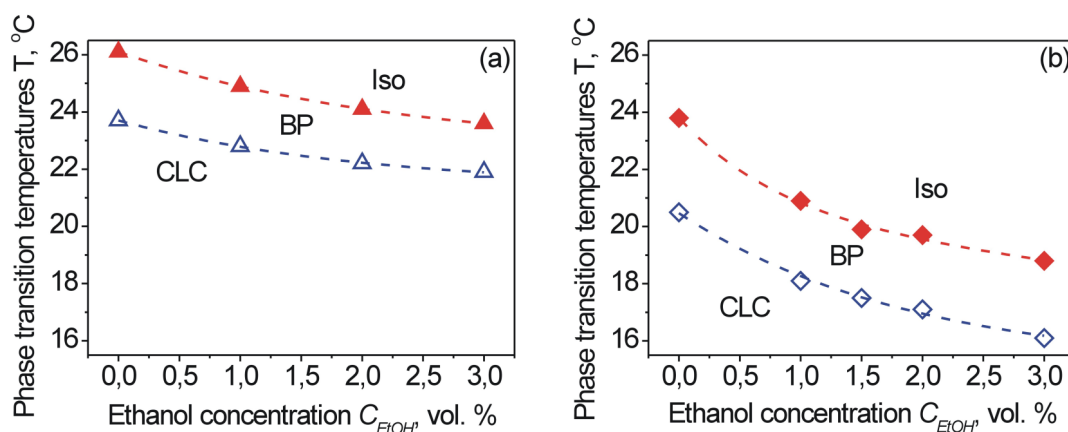 Phase transition temperatures T, °C
26
24
22
20
18
16
(a)
Iso
BP
CLC
0,0 0,5 1,0 1,5 2,0 2,5 3,0
Ethanol concentration C_EtOH, vol. %
Phase transition temperatures T, °C
26
24
22
20
18
16
(b)
Iso
BP
CLC
0,0 0,5 1,0 1,5 2,0 2,5 3,0
Ethanol concentration C_EtOH, vol. %